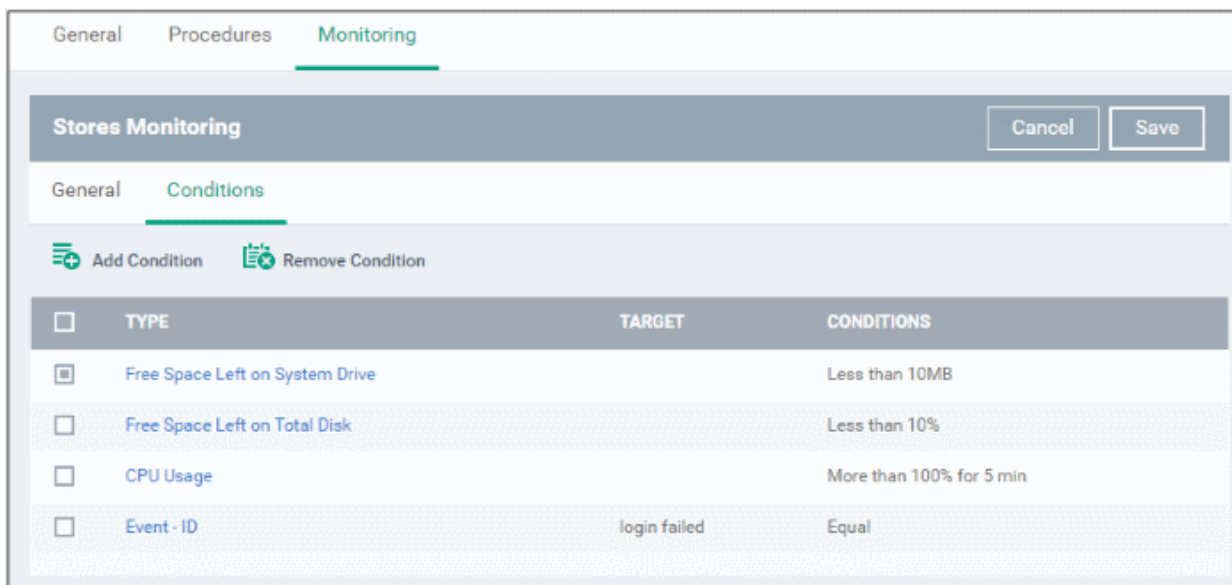 General Procedures Monitoring
Stores Monitoring Cancel Save
General Conditions
Add Condition Remove Condition
TYPE TARGET CONDITIONS
Free Space Left on System Drive Less than 10MB
Free Space Left on Total Disk Less than 10%
CPU Usage More than 100% for 5 min
Event - ID login failed Equal